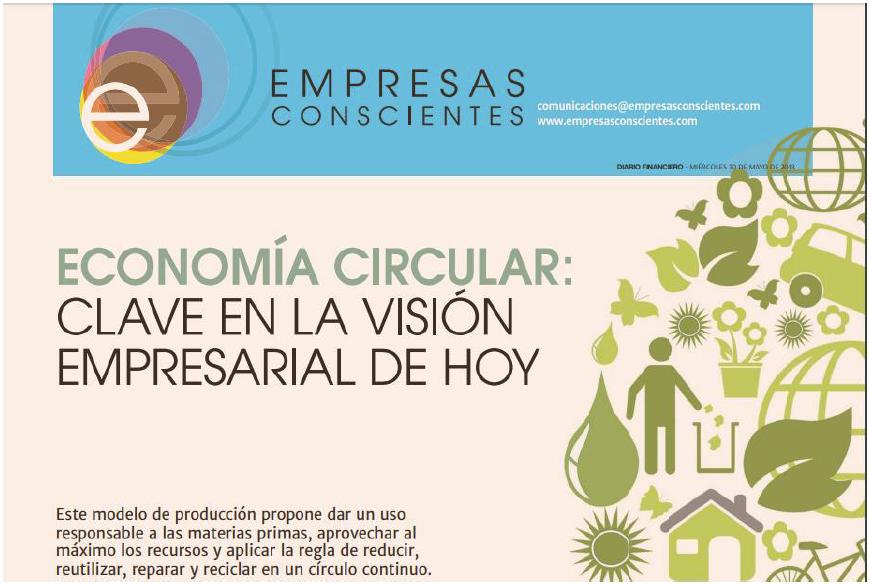 EMPRESAS
CONSCIENTES
comunicaciones@empresasconscientes.com
www.empresasconscientes.com
DIARIO FINANCIERO - MIÉRCOLES 30 DE MAYO DE 2018
ECONOMÍA CIRCULAR:
CLAVE EN LA VISIÓN
EMPRESARIAL DE HOY
Este modelo de producción propone dar un uso
responsable a las materias primas, aprovechar al
máximo los recursos y aplicar la regla de reducir,
reutilizar, reparar y reciclar en un círculo continuo.